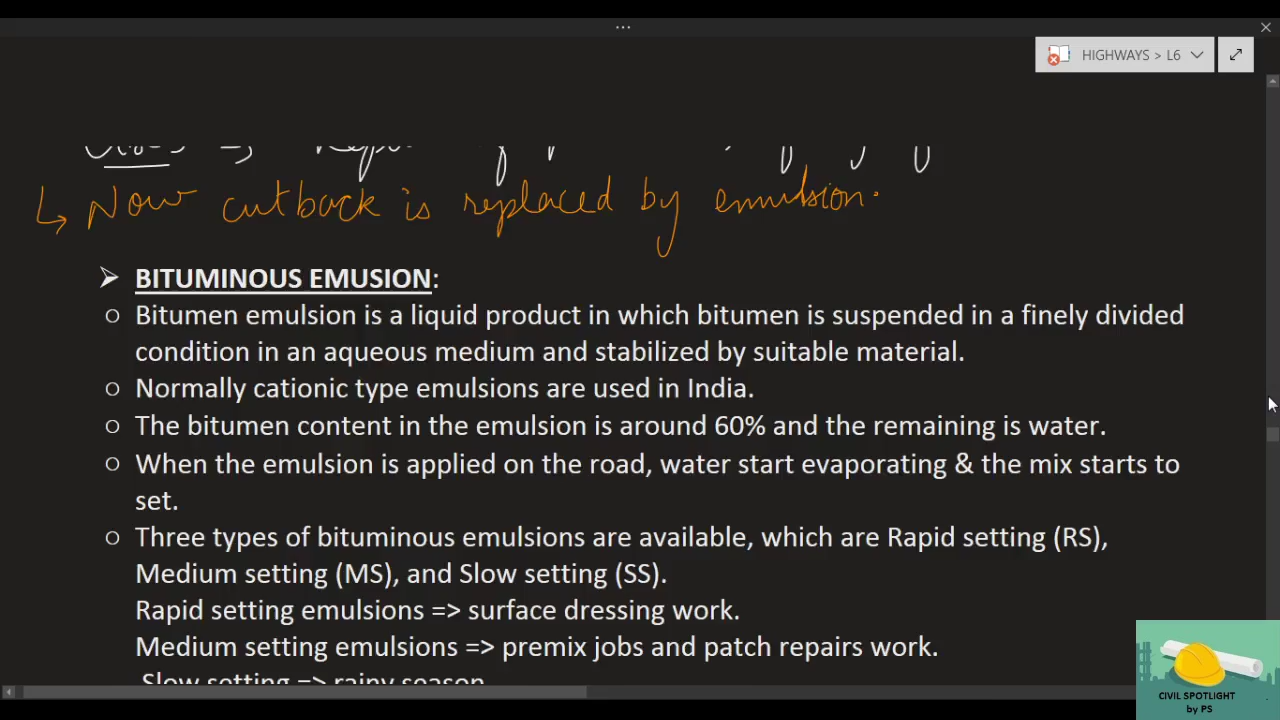 HIGHWAYS > L6
Now cutback is replaced by emulsion.
BITUMINOUS EMUSION:
Bitumen emulsion is a liquid product in which bitumen is suspended in a finely divided
condition in an aqueous medium and stabilized by suitable material.
Normally cationic type emulsions are used in India.
The bitumen content in the emulsion is around 60% and the remaining is water.
When the emulsion is applied on the road, water start evaporating & the mix starts to
set.
Three types of bituminous emulsions are available, which are Rapid setting (RS),
Medium setting (MS), and Slow setting (SS).
Rapid setting emulsions => surface dressing work.
Medium setting emulsions => premix jobs and patch repairs work.
Slow setting => rainy season
CIVIL SPOTLIGHT
by PS